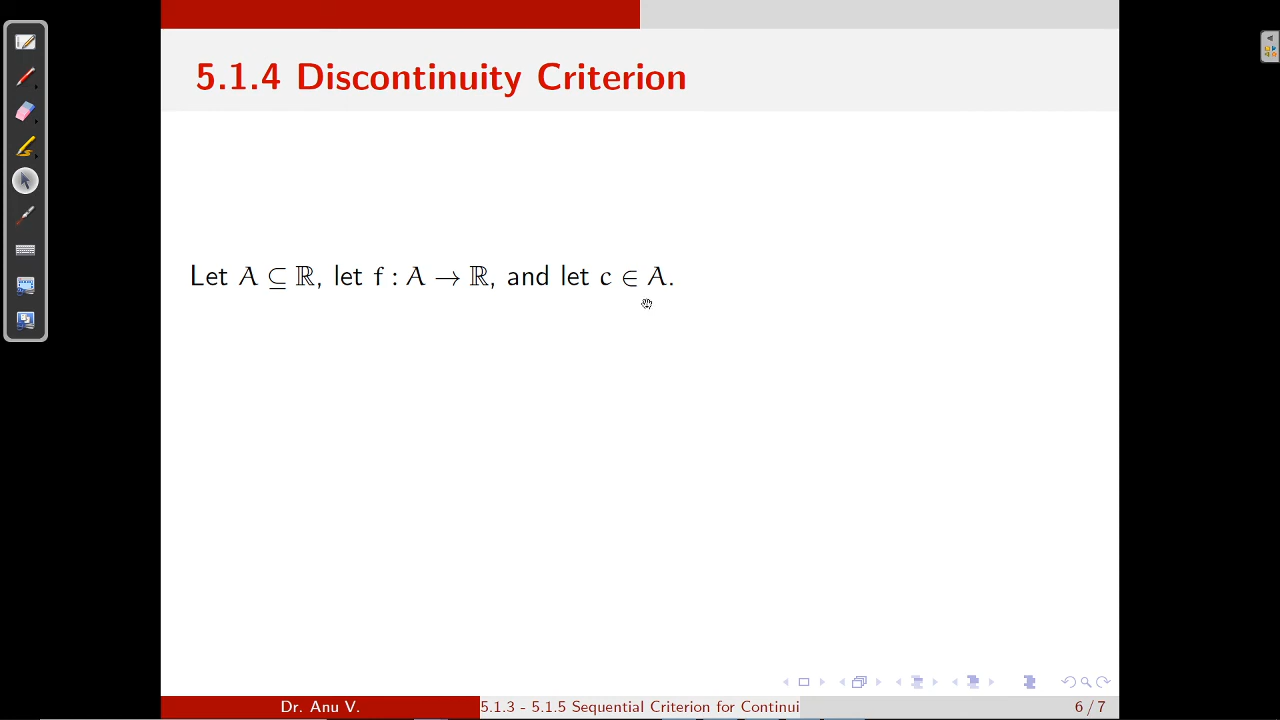 5.1.4 Discontinuity Criterion
Let A ⊆ ℝ, let f : A → ℝ, and let c ∈ A.
Dr. Anu V.
5.1.3 - 5.1.5 Sequential Criterion for Continui
6 / 7